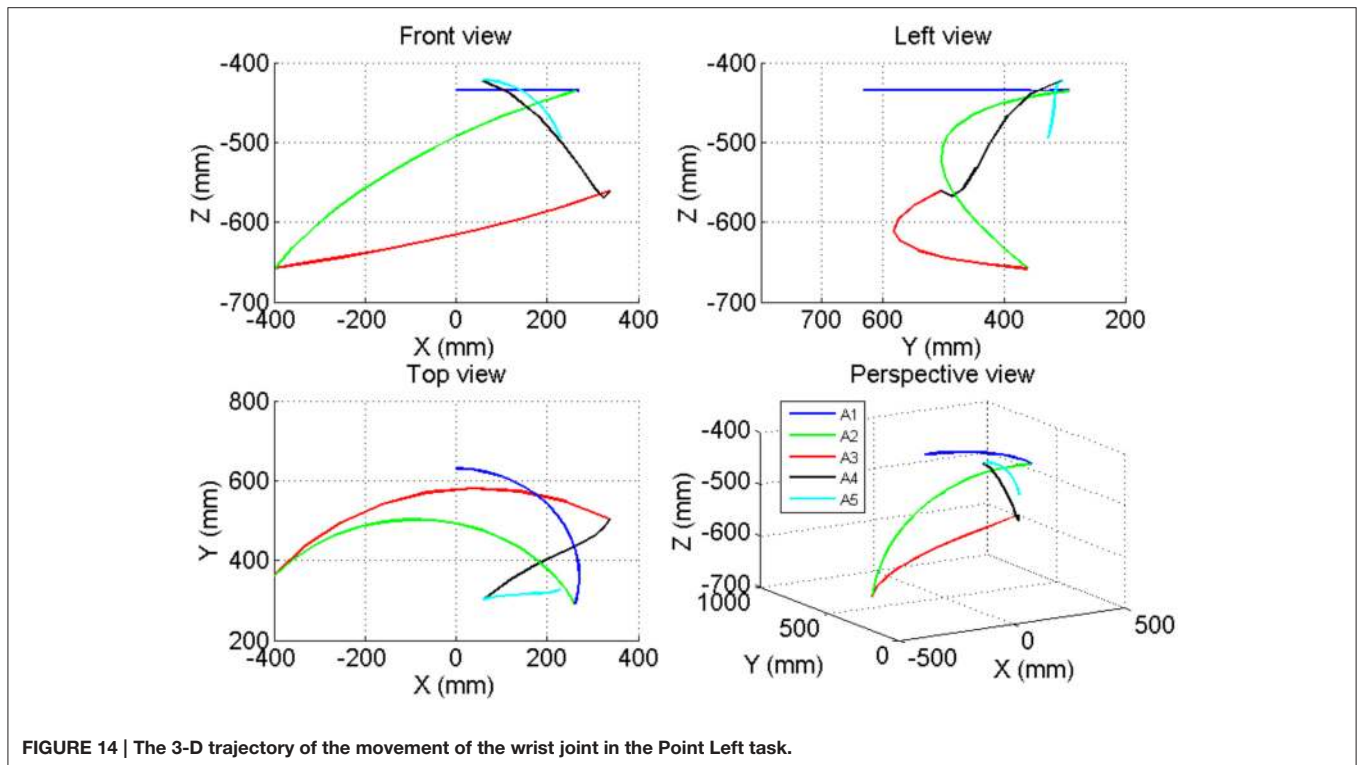 Front view
-400
-500
-600
-700
Z (mm)
-400 -200 0 200 400
X (mm)
Left view
-400
-500
-600
-700
Z (mm)
700 600 400 200
Y (mm)
Top view
800
600
400
200
Y (mm)
-400 -200 0 200 400
X (mm)
Perspective view
A1
A2
A3
A4
A5
-400
-500
-600
-700
Z (mm)
1000
500
0
Y (mm)
-500
0
500
X (mm)
FIGURE 14 | The 3-D trajectory of the movement of the wrist joint in the Point Left task.